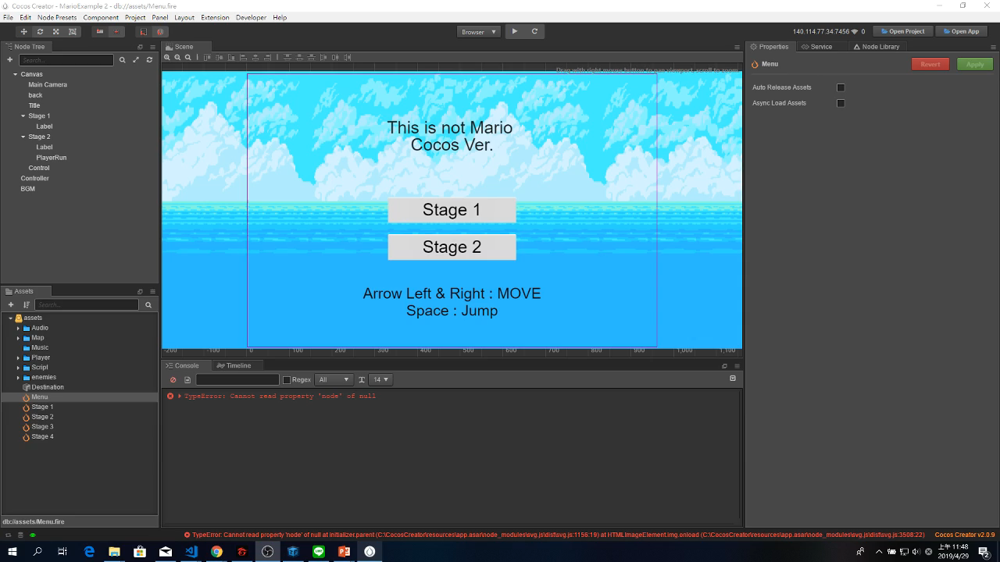 Cocos Creator - MarioExample 2 - db://assets/Menu.fire
File Edit Node Component Project Panel Layout Extension Developer Help
Browser
140.114.77.34:7456 0 Open Project Open App
Node Tree
Search...
Canvas
Main Camera
back
Title
Stage 1
Label
Stage 2
Label
PlayerRun
Control
Controller
BGM
Assets
Search...
assets
Audio
Map
Music
Player
Script
enemies
Destination
Menu
Stage 1
Stage 2
Stage 3
Stage 4
db://assets/Menu.fire
Scene
Drag with right mouse button to pan viewport, scroll to zoom.
This is not Mario
Cocos Ver.
Stage 1
Stage 2
Arrow Left & Right : MOVE
Space : Jump
-200 -100 0 100 200 300 400 500 600 700 800 900 1,000 1,100
Console Timeline
Regex All 14
TypeError: Cannot read property 'node' of null
Properties Service Node Library
Menu Revert Apply
Auto Release Assets
Async Load Assets
TypeError: Cannot read property 'node' of null at initializer.parent (C:\CocosCreator\resources\app.asar\node_modules\svg.js\dist\svg.js:1156:19) at HTMLImageElement.img.onload (C:\CocosCreator\resources\app.asar\node_modules\svg.js\dist\svg.js:3508:22)
Cocos Creator v2.0.9
上午 11:48
2019/4/29